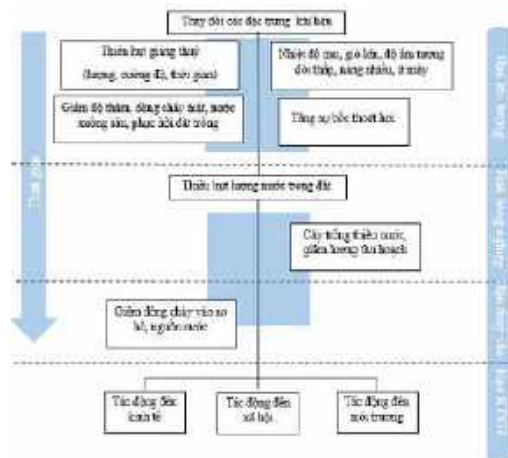 Thay đổi các đặc trưng khí hậu
Thiếu hụt giáng thuỷ
(lượng, cường độ, thời gian)
Nhiệt độ cao, gió lớn, độ ẩm tương
đối thấp, nắng nhiều, ít mây
Giảm độ thấm, dòng chảy mặt, nước
xuống sâu, phục hồi đất trồng
Tăng sự bốc thoát hơi
Thiếu hụt lượng nước trong đất
Cây trồng thiếu nước,
giảm lượng thu hoạch
Giảm dòng chảy vào ao
hồ, nguồn nước
Tác động đến
kinh tế
Tác động đến
xã hội
Tác động đến
môi trường